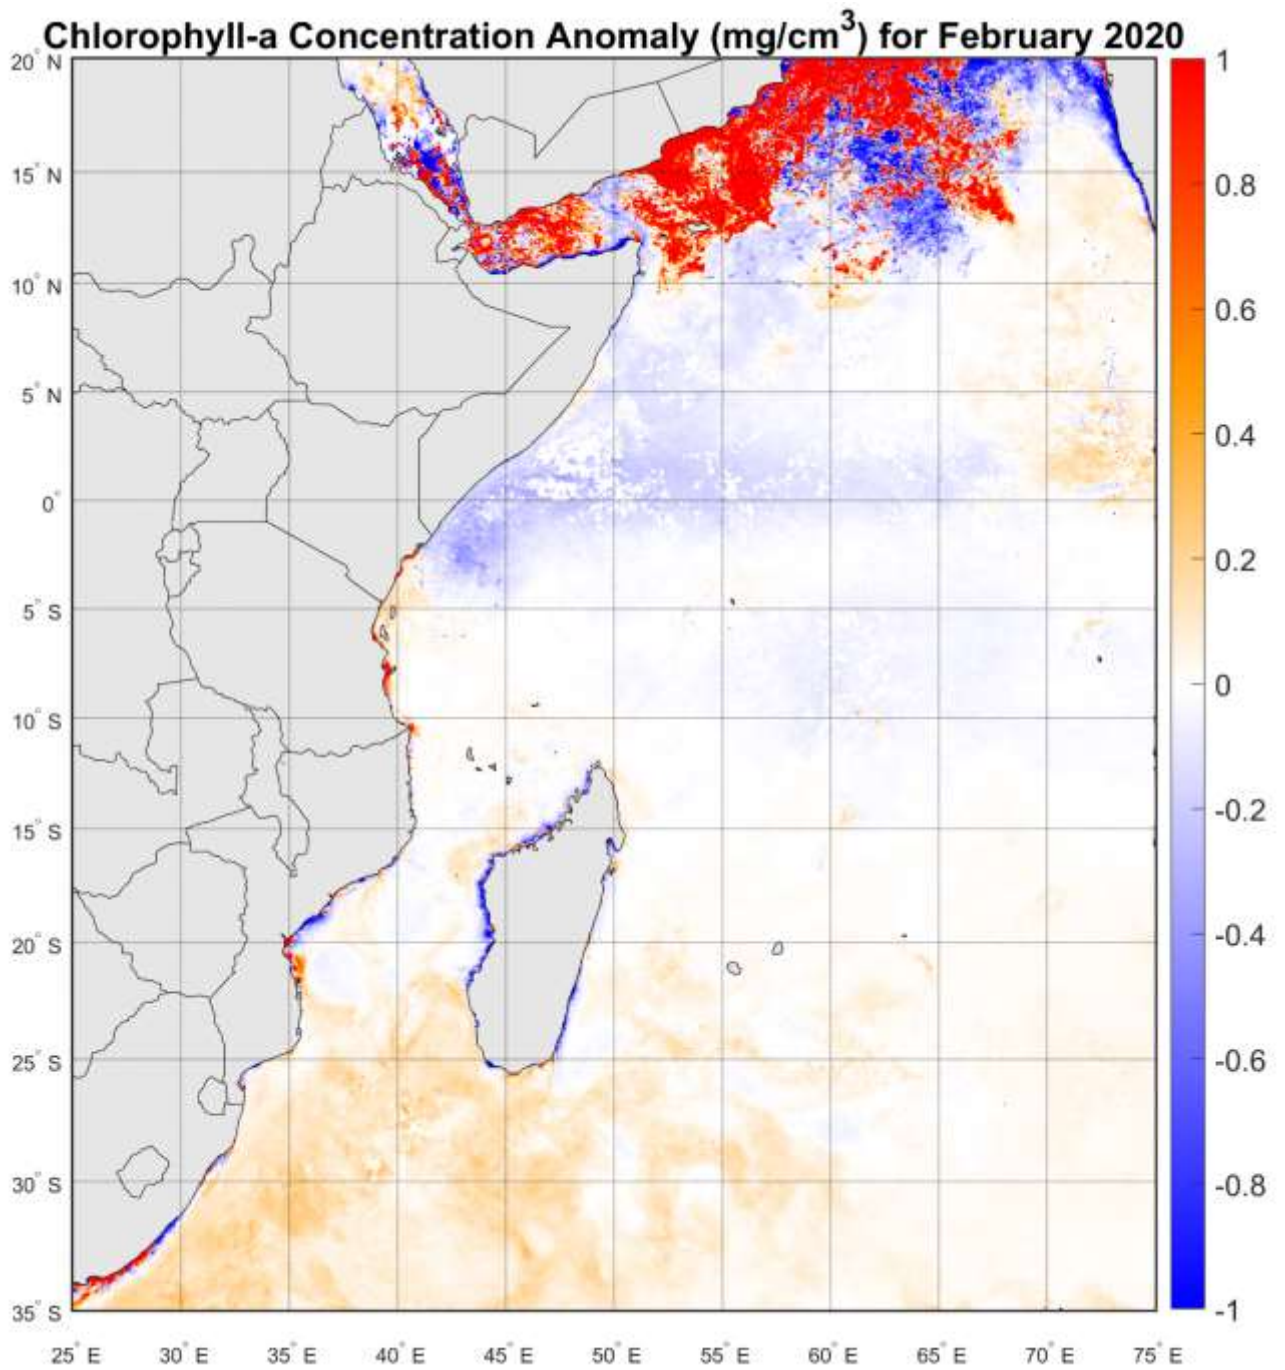 Chlorophyll-a Concentration Anomaly (mg/cm³) for February 2020
20° N
15° N
10° N
5° N
0°
5° S
10° S
15° S
20° S
25° S
30° S
35° S
25° E 30° E 35° E 40° E 45° E 50° E 55° E 60° E 65° E 70° E 75° E
1
0.8
0.6
0.4
0.2
0
-0.2
-0.4
-0.6
-0.8
-1